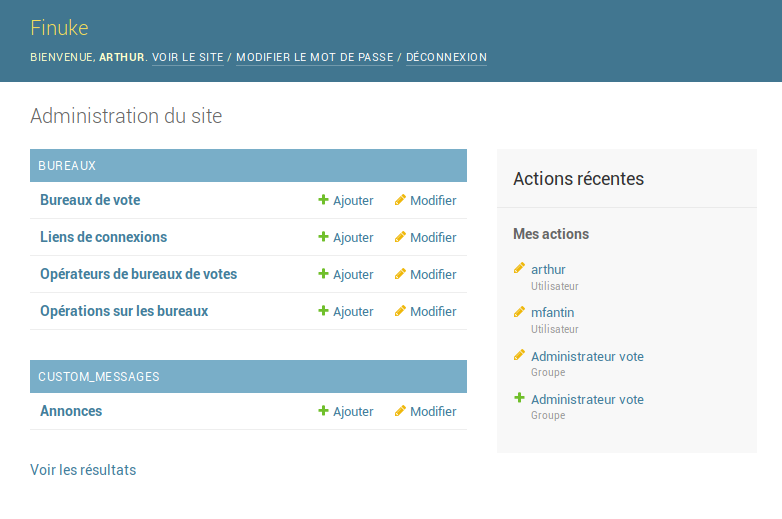 Finuke
BIENVENUE, ARTHUR. VOIR LE SITE / MODIFIER LE MOT DE PASSE / DÉCONNEXION
Administration du site
BUREAUX
Bureaux de vote Ajouter Modifier
Liens de connexions Ajouter Modifier
Opérateurs de bureaux de votes Ajouter Modifier
Opérations sur les bureaux Ajouter Modifier
CUSTOM_MESSAGES
Annonces Ajouter Modifier
Voir les résultats
Actions récentes
Mes actions
arthur
Utilisateur
mfantin
Utilisateur
Administrateur vote
Groupe
Administrateur vote
Groupe